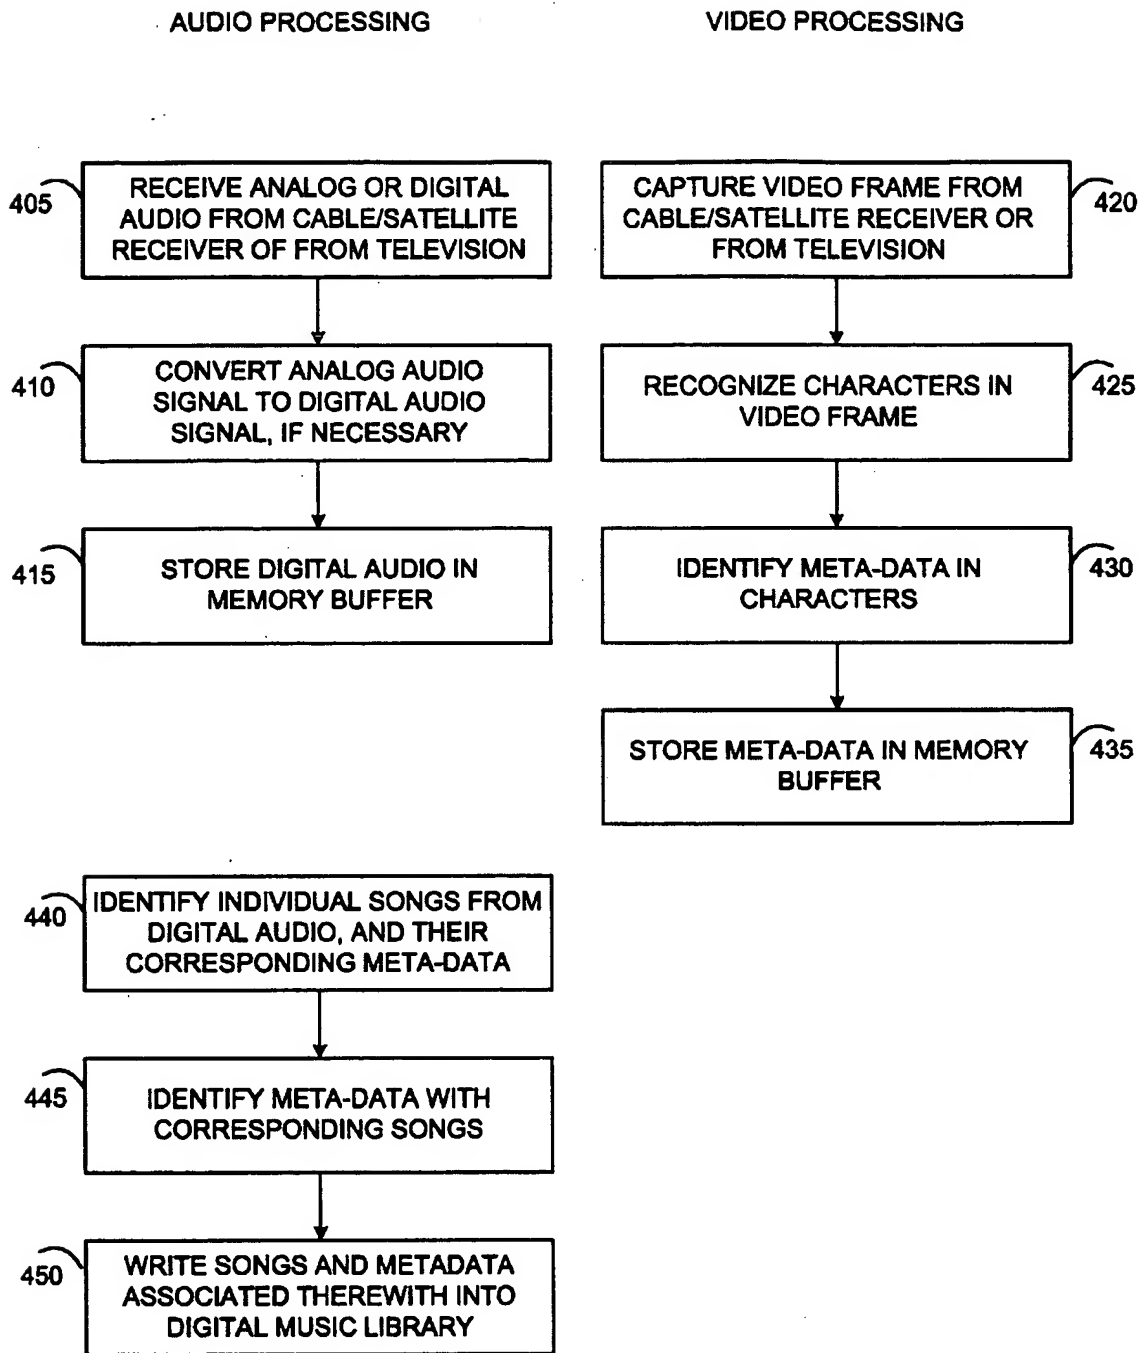 AUDIO PROCESSING
VIDEO PROCESSING
405
RECEIVE ANALOG OR DIGITAL
AUDIO FROM CABLE/SATELLITE
RECEIVER OF FROM TELEVISION
410
CONVERT ANALOG AUDIO
SIGNAL TO DIGITAL AUDIO
SIGNAL, IF NECESSARY
415
STORE DIGITAL AUDIO IN
MEMORY BUFFER
CAPTURE VIDEO FRAME FROM
CABLE/SATELLITE RECEIVER OR
FROM TELEVISION
420
RECOGNIZE CHARACTERS IN
VIDEO FRAME
425
IDENTIFY META-DATA IN
CHARACTERS
430
STORE META-DATA IN MEMORY
BUFFER
435
440
IDENTIFY INDIVIDUAL SONGS FROM
DIGITAL AUDIO, AND THEIR
CORRESPONDING META-DATA
445
IDENTIFY META-DATA WITH
CORRESPONDING SONGS
450
WRITE SONGS AND METADATA
ASSOCIATED THEREWITH INTO
DIGITAL MUSIC LIBRARY